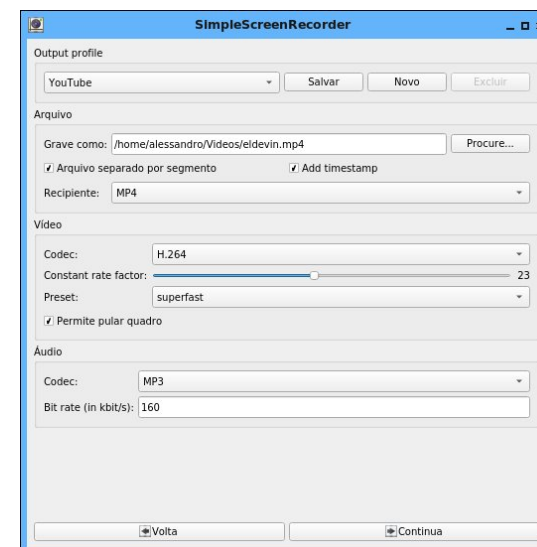 SimpleScreenRecorder
Output profile
YouTube Salvar Novo Excluir
Arquivo
Grave como: /home/alessandro/Videos/eldevin.mp4 Procure...
Arquivo separado por segmento Add timestamp
Recipiente: MP4
Vídeo
Codec: H.264
Constant rate factor: 23
Preset: superfast
Permite pular quadro
Áudio
Codec: MP3
Bit rate (in kbit/s): 160
Volta Continua